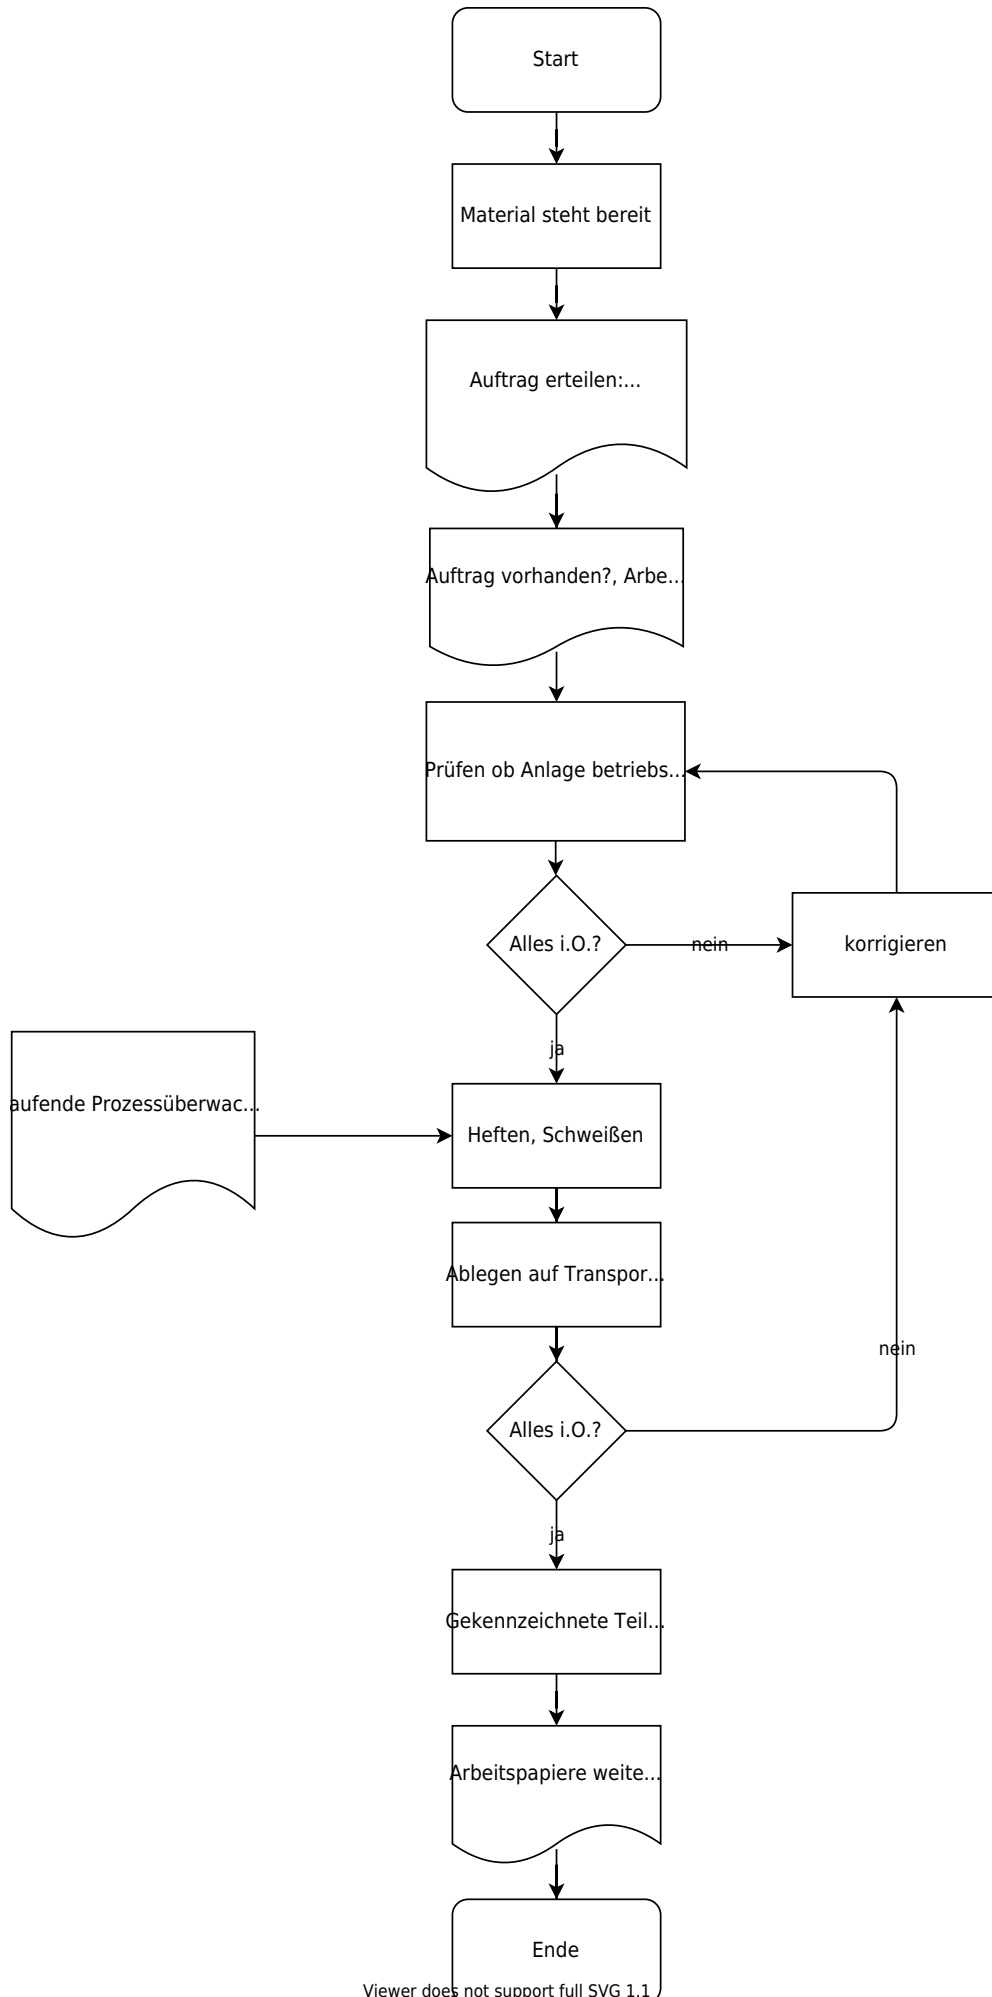 Start
Material steht bereit
Auftrag erteilen:...
Auftrag vorhanden?, Arbe...
Prüfen ob Anlage betriebs...
Alles i.O.?
nein
korrigieren
ja
aufende Prozessüberwac...
Heften, Schweißen
Ablegen auf Transpor...
nein
Alles i.O.?
ja
Gekennzeichnete Teil...
Arbeitspapiere weite...
Ende
Viewer does not support full SVG 1.1